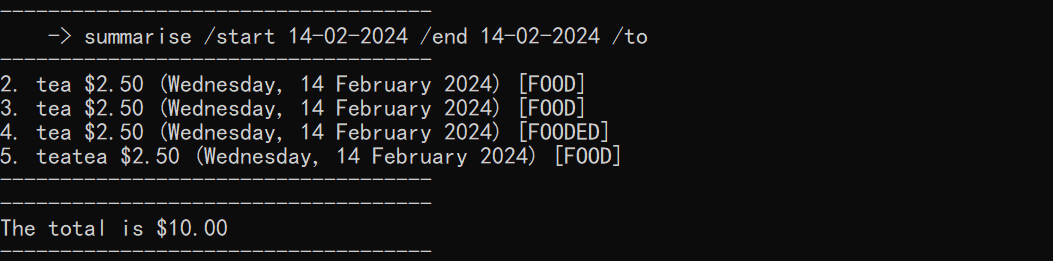 ------------------------------------
-> summarise /start 14-02-2024 /end 14-02-2024 /to
------------------------------------
2. tea $2.50 (Wednesday, 14 February 2024) [FOOD]
3. tea $2.50 (Wednesday, 14 February 2024) [FOOD]
4. tea $2.50 (Wednesday, 14 February 2024) [FOODED]
5. teatea $2.50 (Wednesday, 14 February 2024) [FOOD]
------------------------------------
------------------------------------
The total is $10.00
------------------------------------